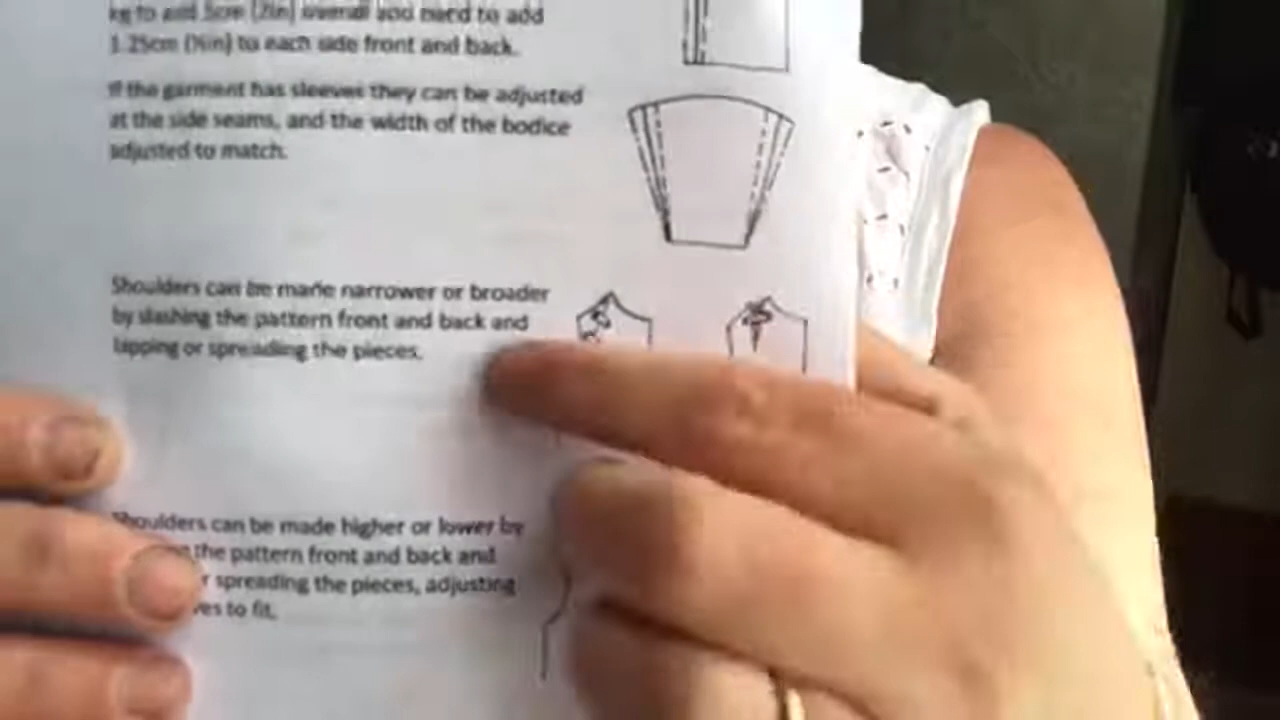 to add 5cm (2in) overall you need to add
1.25cm (½in) to each side front and back.
If the garment has sleeves they can be adjusted
at the side seams, and the width of the bodice
adjusted to match.
Shoulders can be made narrower or broader
by slashing the pattern front and back and
lapping or spreading the pieces.
Shoulders can be made higher or lower by
the pattern front and back and
spreading the pieces, adjusting
to fit.